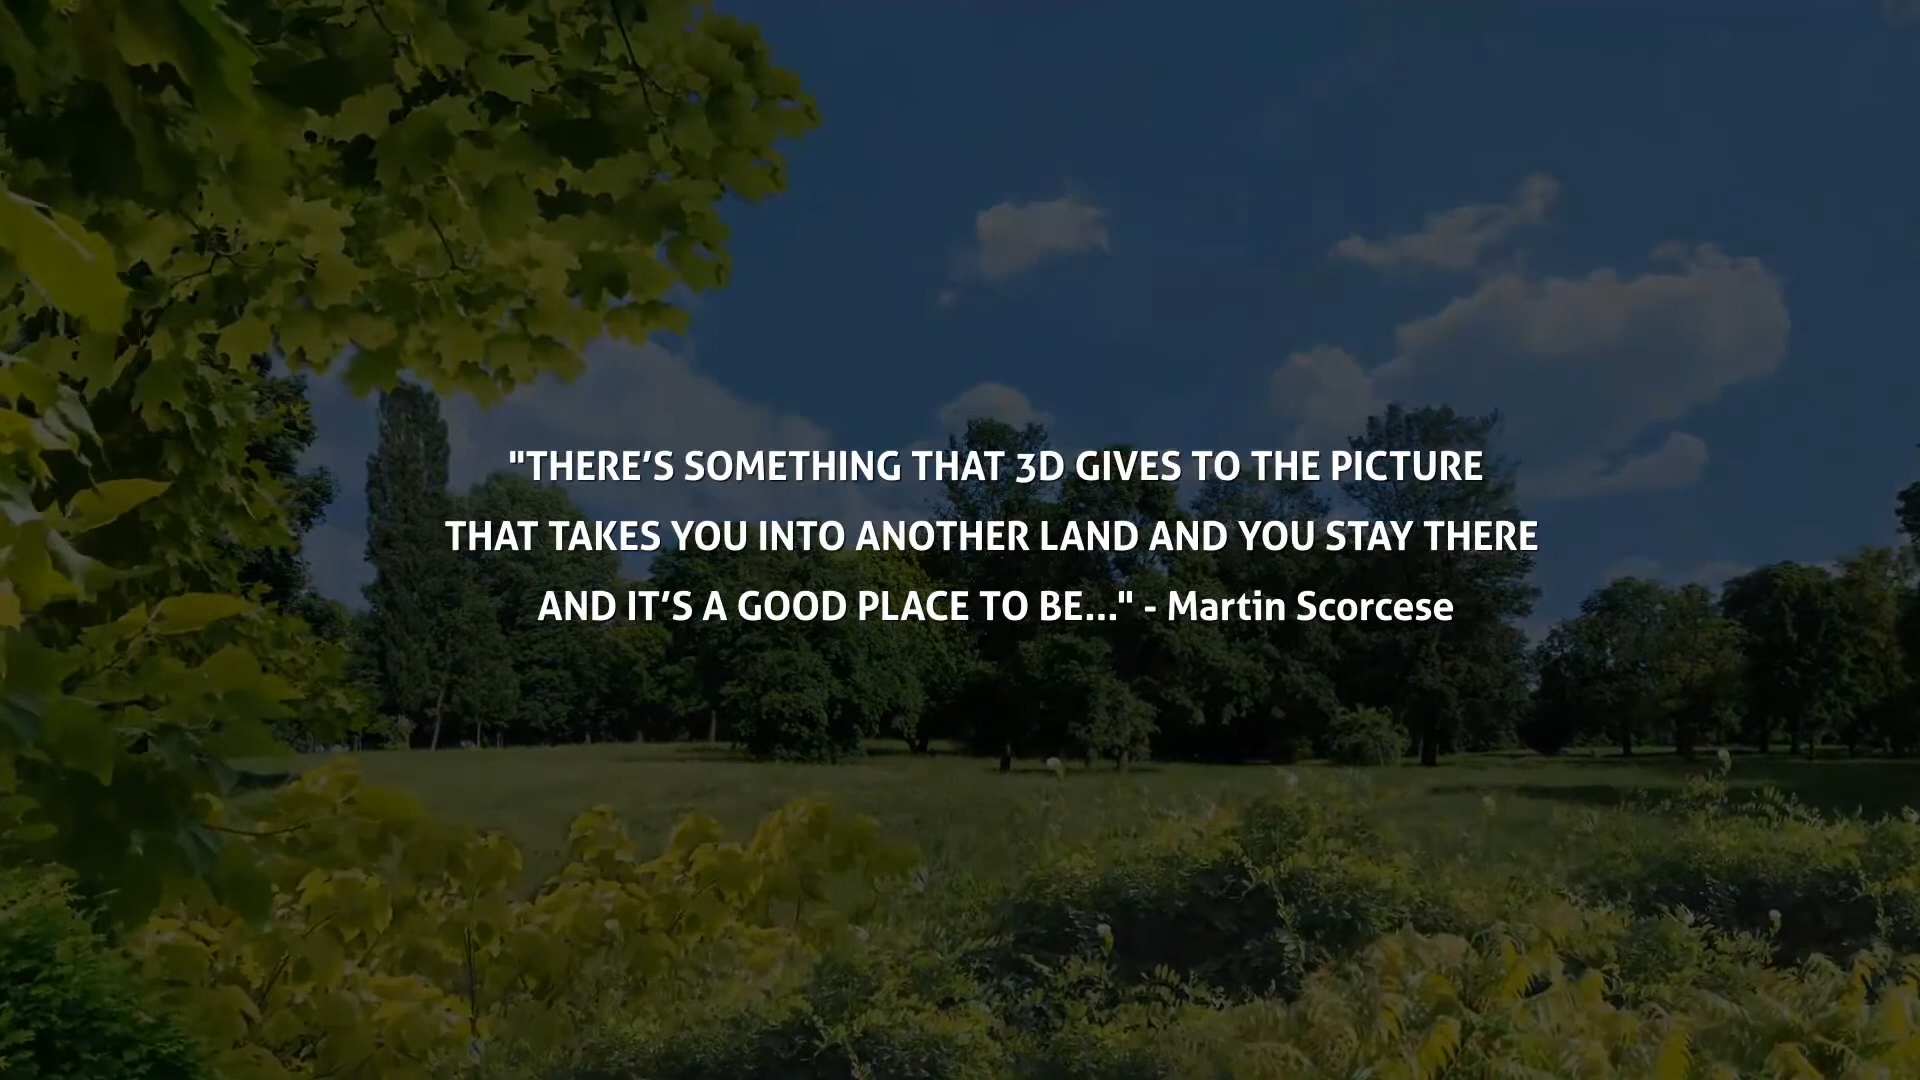 "THERE’S SOMETHING THAT 3D GIVES TO THE PICTURE
THAT TAKES YOU INTO ANOTHER LAND AND YOU STAY THERE
AND IT’S A GOOD PLACE TO BE..." - Martin Scorcese